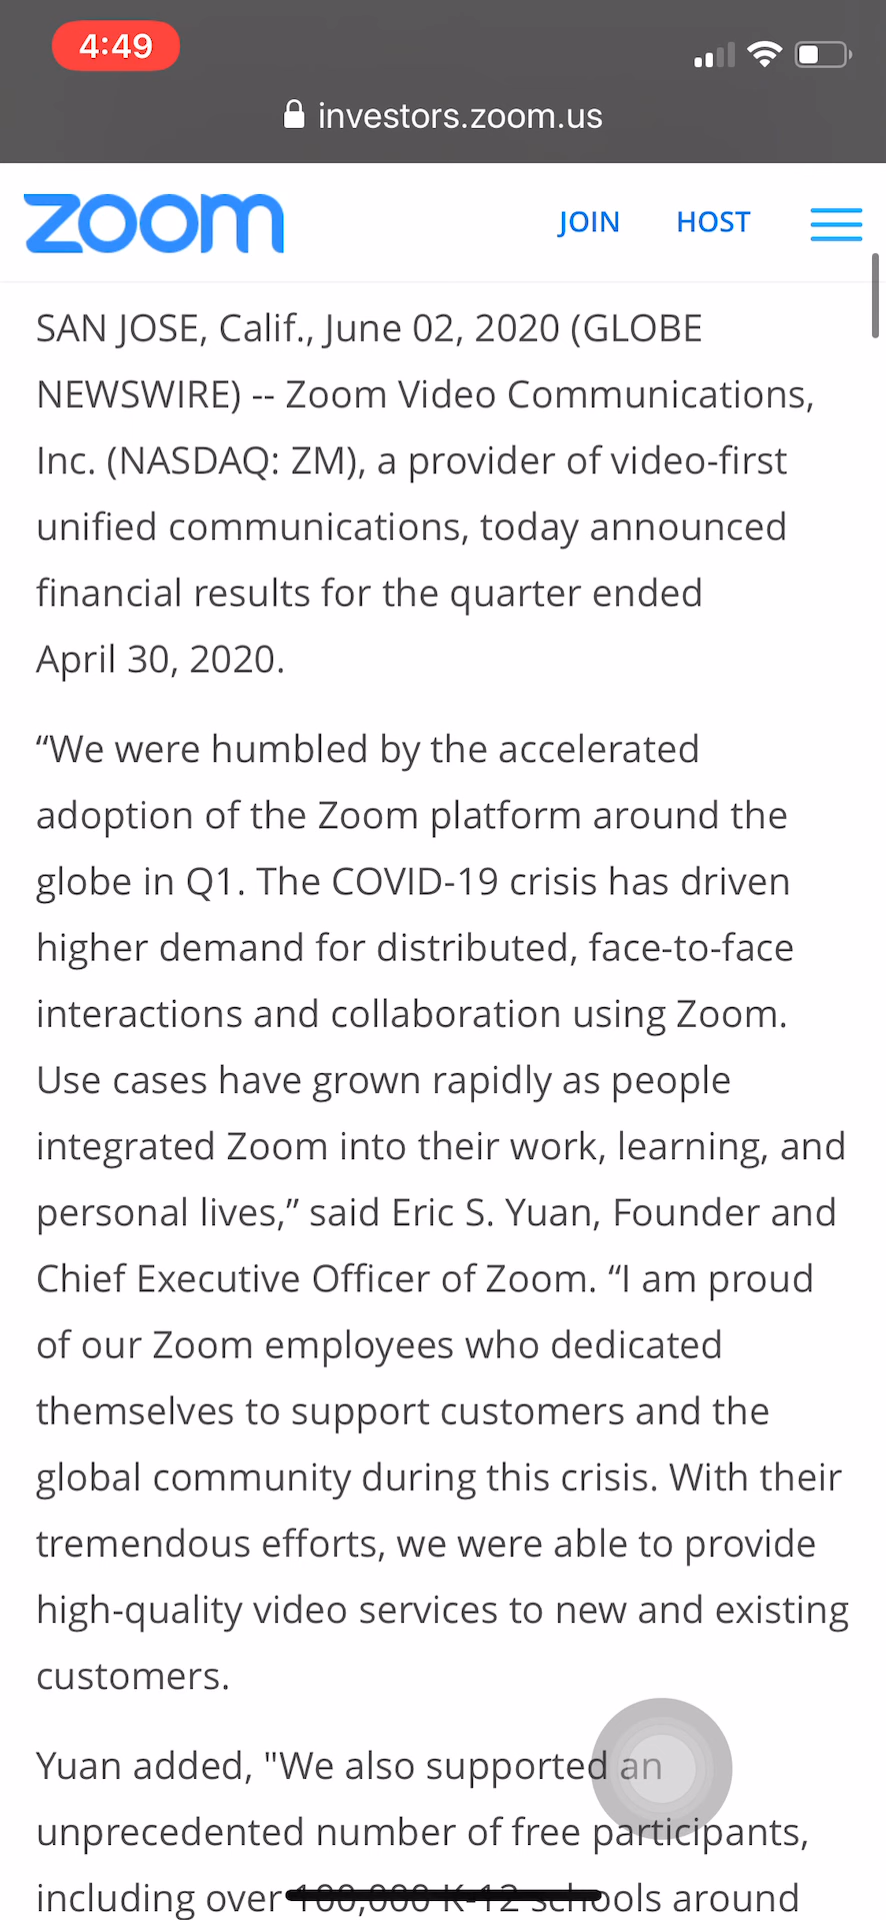 4:49
investors.zoom.us
zoom
JOIN HOST
SAN JOSE, Calif., June 02, 2020 (GLOBE
NEWSWIRE) -- Zoom Video Communications,
Inc. (NASDAQ: ZM), a provider of video-first
unified communications, today announced
financial results for the quarter ended
April 30, 2020.
“We were humbled by the accelerated
adoption of the Zoom platform around the
globe in Q1. The COVID-19 crisis has driven
higher demand for distributed, face-to-face
interactions and collaboration using Zoom.
Use cases have grown rapidly as people
integrated Zoom into their work, learning, and
personal lives,” said Eric S. Yuan, Founder and
Chief Executive Officer of Zoom. “I am proud
of our Zoom employees who dedicated
themselves to support customers and the
global community during this crisis. With their
tremendous efforts, we were able to provide
high-quality video services to new and existing
customers.
Yuan added, "We also supported an
unprecedented number of free participants,
including over 100,000 K-12 schools around